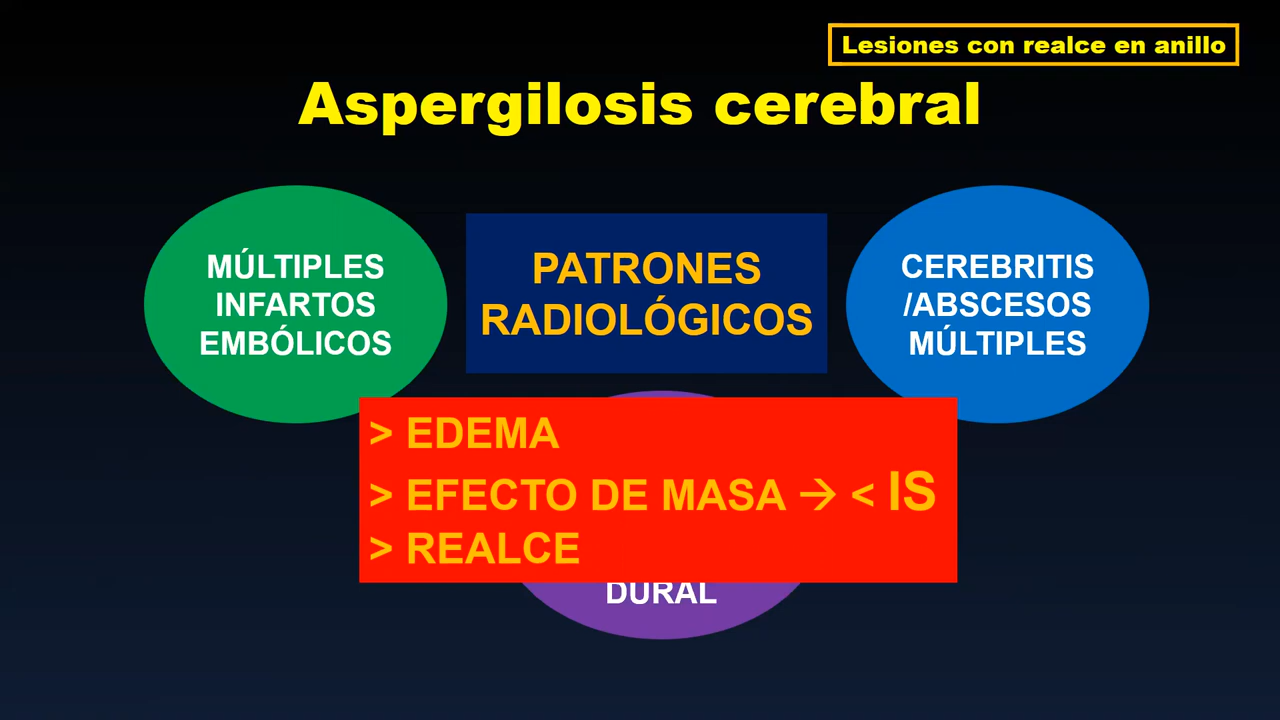 Lesiones con realce en anillo
Aspergilosis cerebral
MÚLTIPLES
INFARTOS
EMBÓLICOS
PATRONES
RADIOLÓGICOS
CEREBRITIS
/ABSCESOS
MÚLTIPLES
> EDEMA
> EFECTO DE MASA → < IS
> REALCE
DURAL